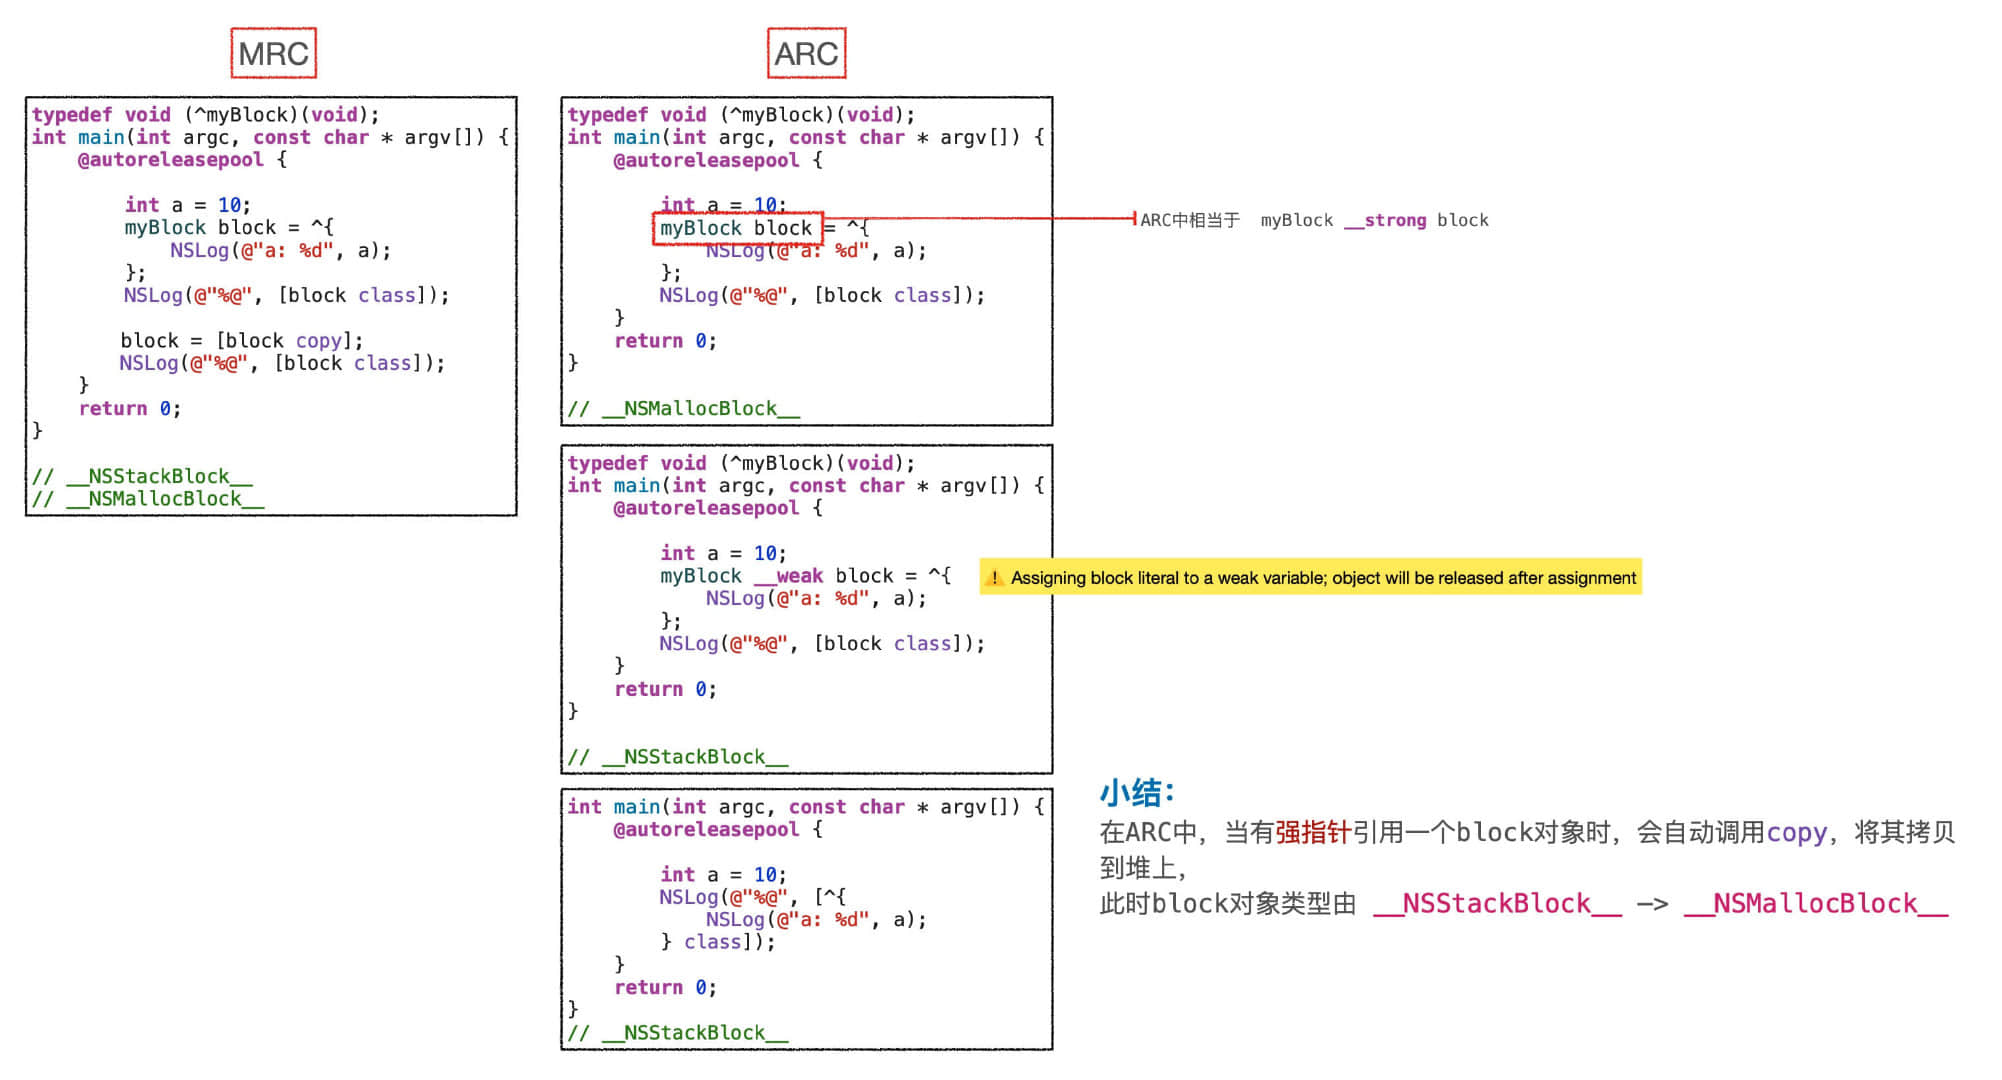 MRC
typedef void (^myBlock)(void);
int main(int argc, const char * argv[]) {
    @autoreleasepool {
        int a = 10;
        myBlock block = ^{
            NSLog(@"a: %d", a);
        };
        NSLog(@"%@", [block class]);
        block = [block copy];
        NSLog(@"%@", [block class]);
    }
    return 0;
}
// __NSStackBlock__
// __NSMallocBlock__
ARC
typedef void (^myBlock)(void);
int main(int argc, const char * argv[]) {
    @autoreleasepool {
        int a = 10;
        myBlock block = ^{
            NSLog(@"a: %d", a);
        };
        NSLog(@"%@", [block class]);
    }
    return 0;
}
// __NSMallocBlock__
ARC中相当于 myBlock __strong block
typedef void (^myBlock)(void);
int main(int argc, const char * argv[]) {
    @autoreleasepool {
        int a = 10;
        myBlock __weak block = ^{
            NSLog(@"a: %d", a);
        };
        NSLog(@"%@", [block class]);
    }
    return 0;
}
// __NSStackBlock__
⚠️ Assigning block literal to a weak variable; object will be released after assignment
int main(int argc, const char * argv[]) {
    @autoreleasepool {
        int a = 10;
        NSLog(@"%@", [^{
            NSLog(@"a: %d", a);
        } class]);
    }
    return 0;
}
// __NSStackBlock__
小结：
在ARC中，当有强指针引用一个block对象时，会自动调用copy，将其拷贝
到堆上，
此时block对象类型由 __NSStackBlock__ —> __NSMallocBlock__